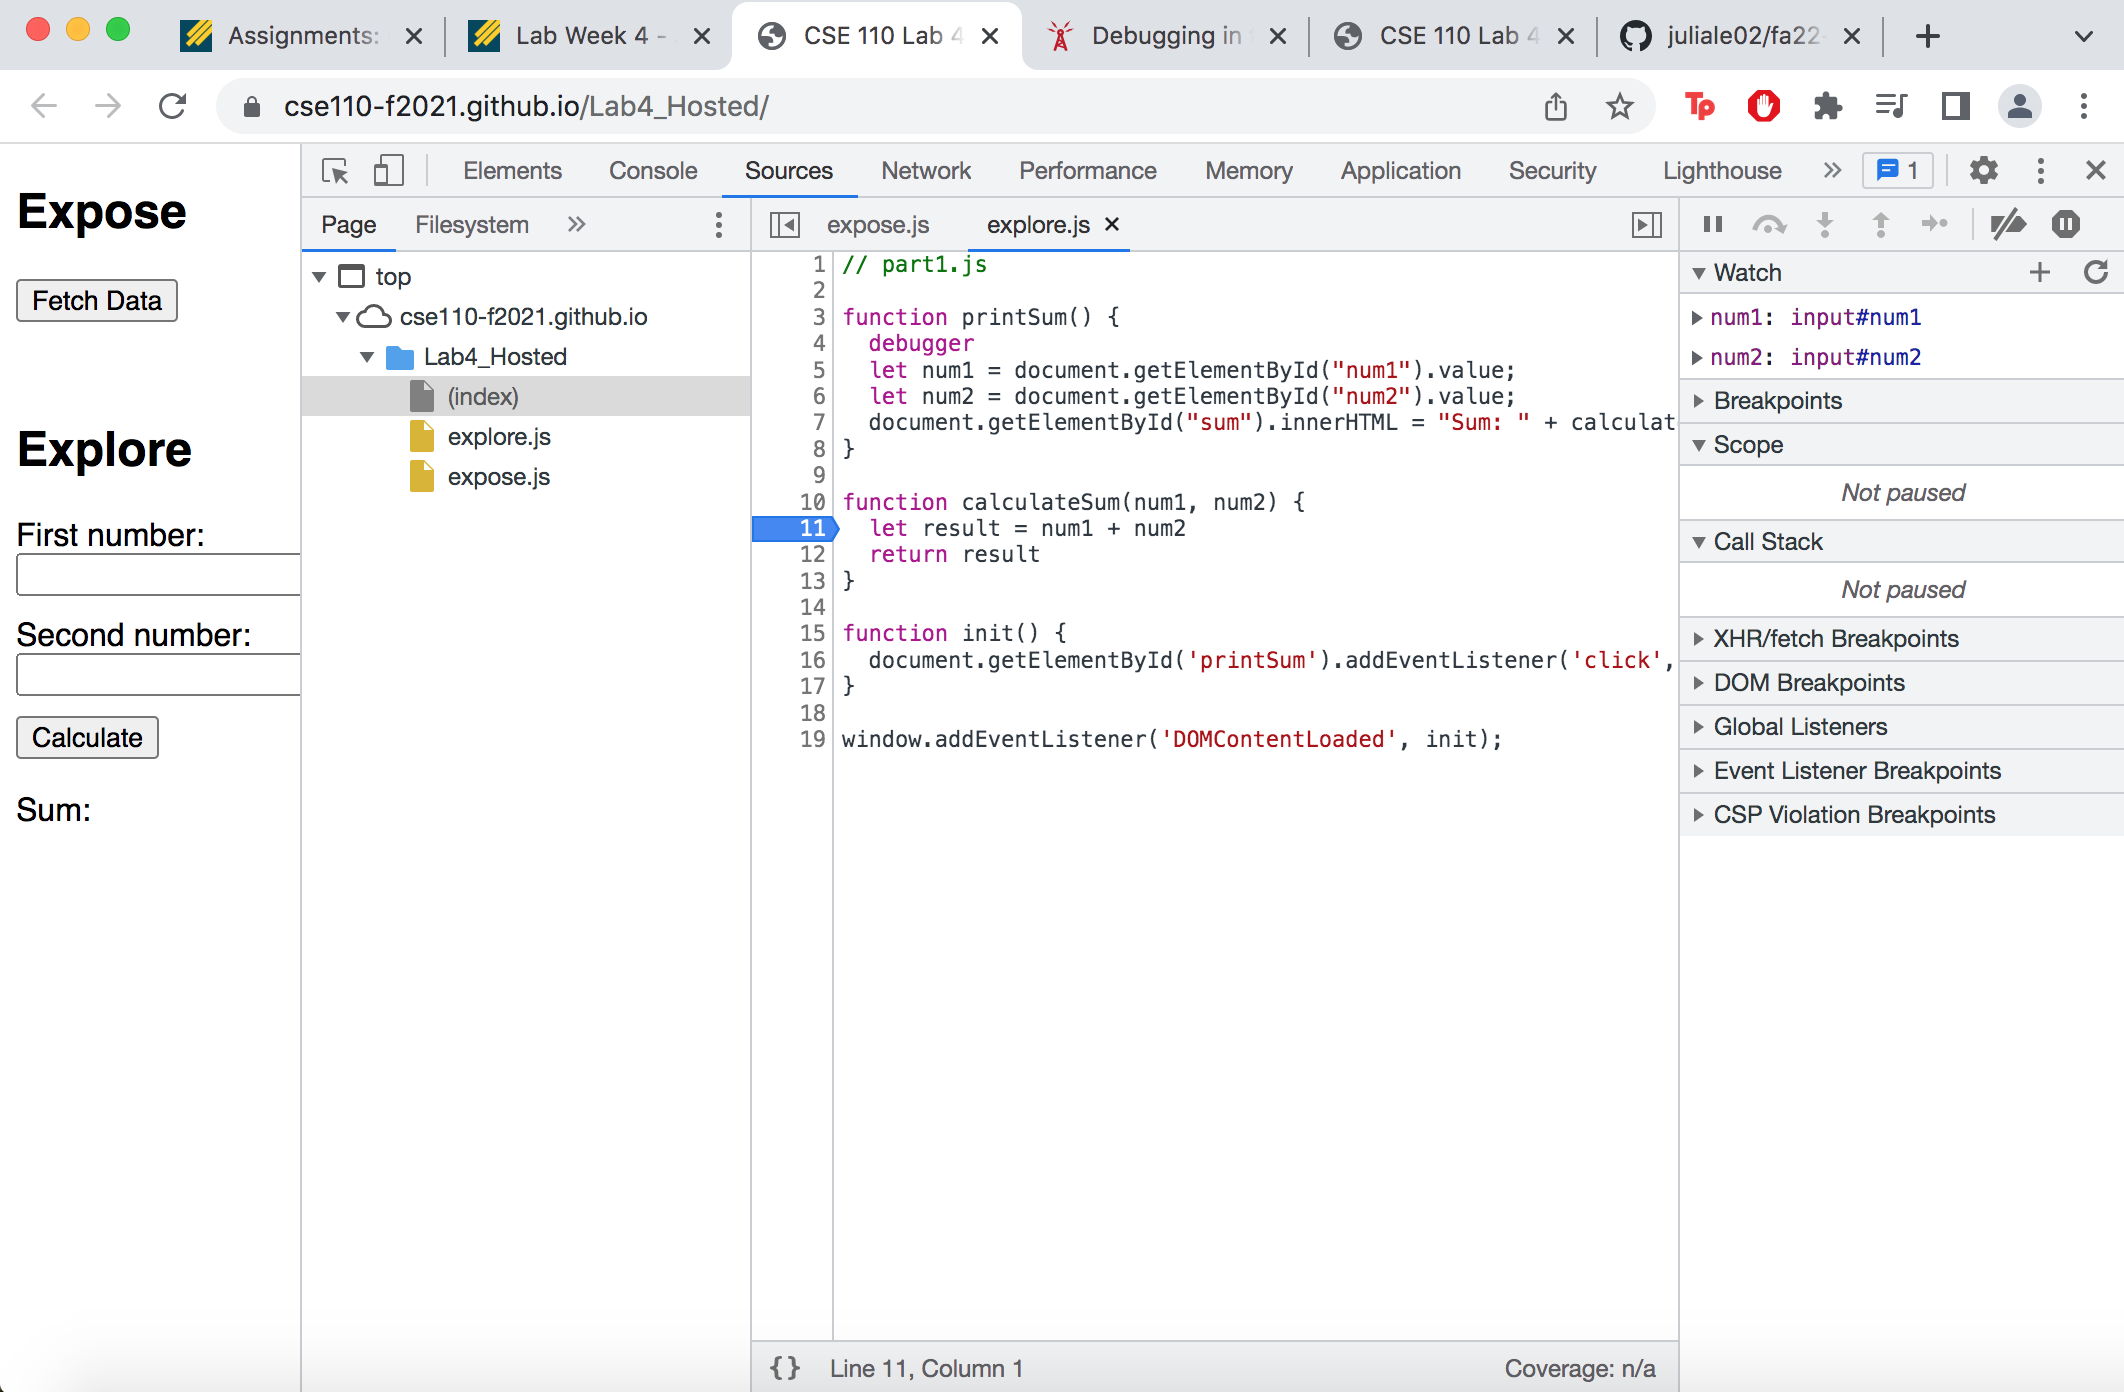 Assignments:
Lab Week 4 -
CSE 110 Lab 4
Debugging in
CSE 110 Lab 4
juliale02/fa22-
cse110-f2021.github.io/Lab4_Hosted/
Tp
Expose
Fetch Data
Explore
First number:
Second number:
Calculate
Sum:
Elements Console Sources Network Performance Memory Application Security Lighthouse » 1
Page Filesystem »
top
cse110-f2021.github.io
Lab4_Hosted
(index)
explore.js
expose.js
expose.js explore.js
1 // part1.js
2
3 function printSum() {
4 debugger
5 let num1 = document.getElementById("num1").value;
6 let num2 = document.getElementById("num2").value;
7 document.getElementById("sum").innerHTML = "Sum: " + calculat
8 }
9
10 function calculateSum(num1, num2) {
11 let result = num1 + num2
12 return result
13 }
14
15 function init() {
16 document.getElementById('printSum').addEventListener('click',
17 }
18
19 window.addEventListener('DOMContentLoaded', init);
{} Line 11, Column 1 Coverage: n/a
Watch
num1: input#num1
num2: input#num2
Breakpoints
Scope
Not paused
Call Stack
Not paused
XHR/fetch Breakpoints
DOM Breakpoints
Global Listeners
Event Listener Breakpoints
CSP Violation Breakpoints